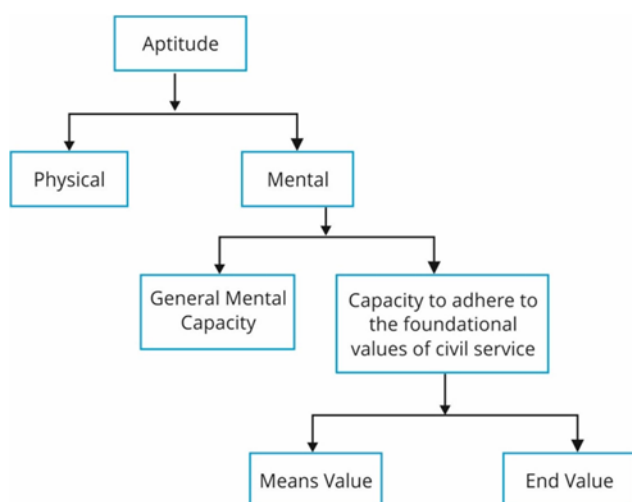 Aptitude
Physical
Mental
General Mental
Capacity
Capacity to adhere to
the foundational
values of civil service
Means Value
End Value